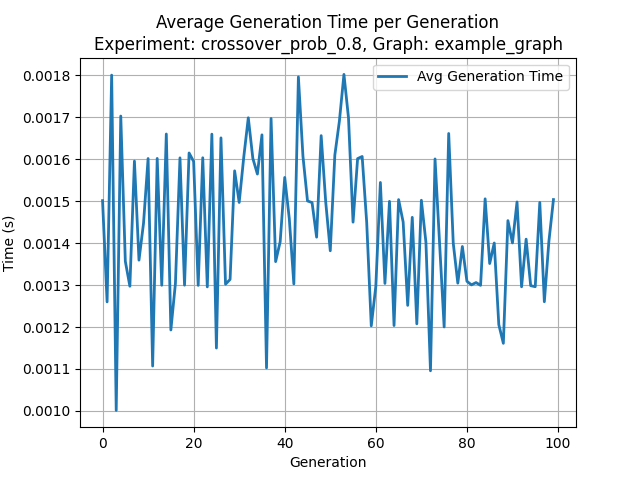 Average Generation Time per Generation
Experiment: crossover_prob_0.8, Graph: example_graph
Avg Generation Time
0.0018
0.0017
0.0016
0.0015
0.0014
0.0013
0.0012
0.0011
0.0010
Time (s)
0 20 40 60 80 100
Generation